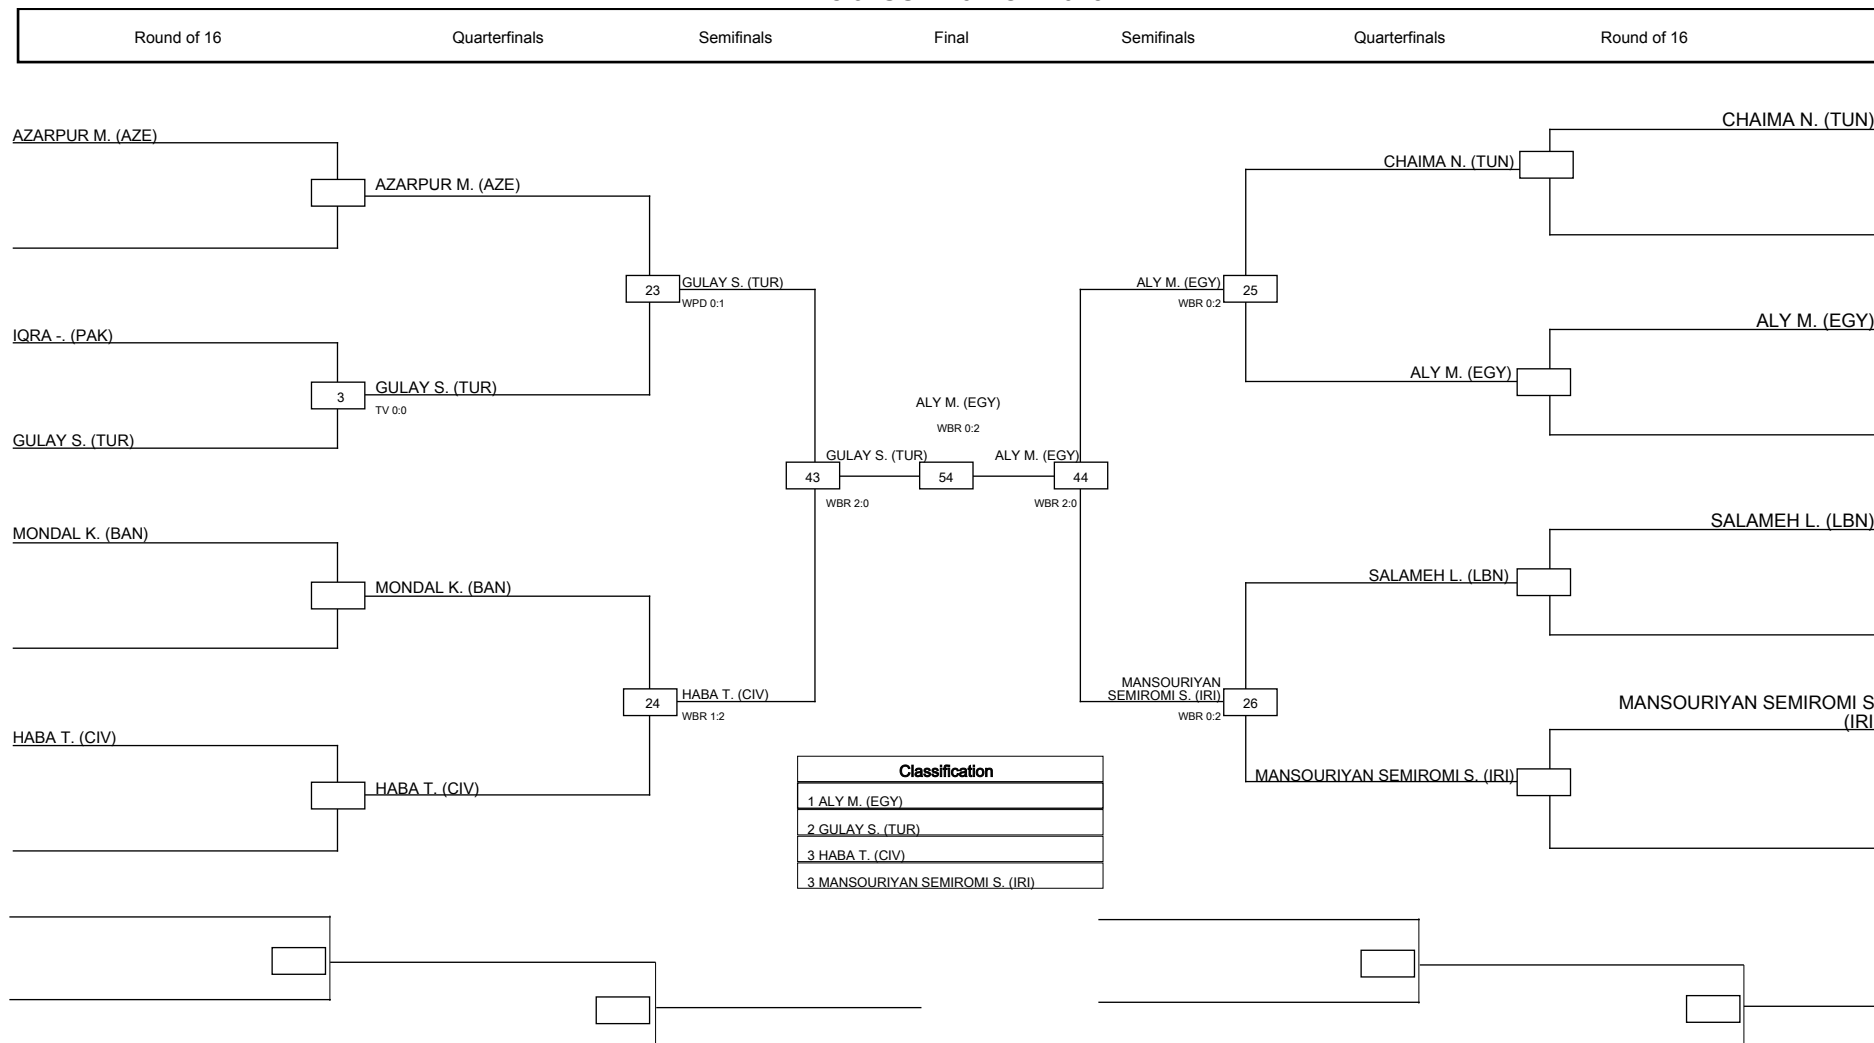 Round of 16 Quarterfinals Semifinals Final Semifinals Quarterfinals Round of 16
CHAIMA N. (TUN)
AZARPUR M. (AZE)
CHAIMA N. (TUN)
AZARPUR M. (AZE)
23 GULAY S. (TUR)
WPD 0:1
ALY M. (EGY) 25
WBR 0:2
ALY M. (EGY)
IQRA -. (PAK)
ALY M. (EGY)
3 GULAY S. (TUR)
TV 0:0
ALY M. (EGY)
WBR 0:2
GULAY S. (TUR)
43 GULAY S. (TUR) 54 ALY M. (EGY) 44
WBR 2:0 WBR 2:0
SALAMEH L. (LBN)
MONDAL K. (BAN)
SALAMEH L. (LBN)
MONDAL K. (BAN)
24 HABA T. (CIV)
WBR 1:2
MANSOURIYAN
SEMIROMI S. (IRI) 26
WBR 0:2
MANSOURIYAN SEMIROMI S
(IRI
HABA T. (CIV)
MANSOURIYAN SEMIROMI S. (IRI)
HABA T. (CIV)
Classification
1 ALY M. (EGY)
2 GULAY S. (TUR)
3 HABA T. (CIV)
3 MANSOURIYAN SEMIROMI S. (IRI)